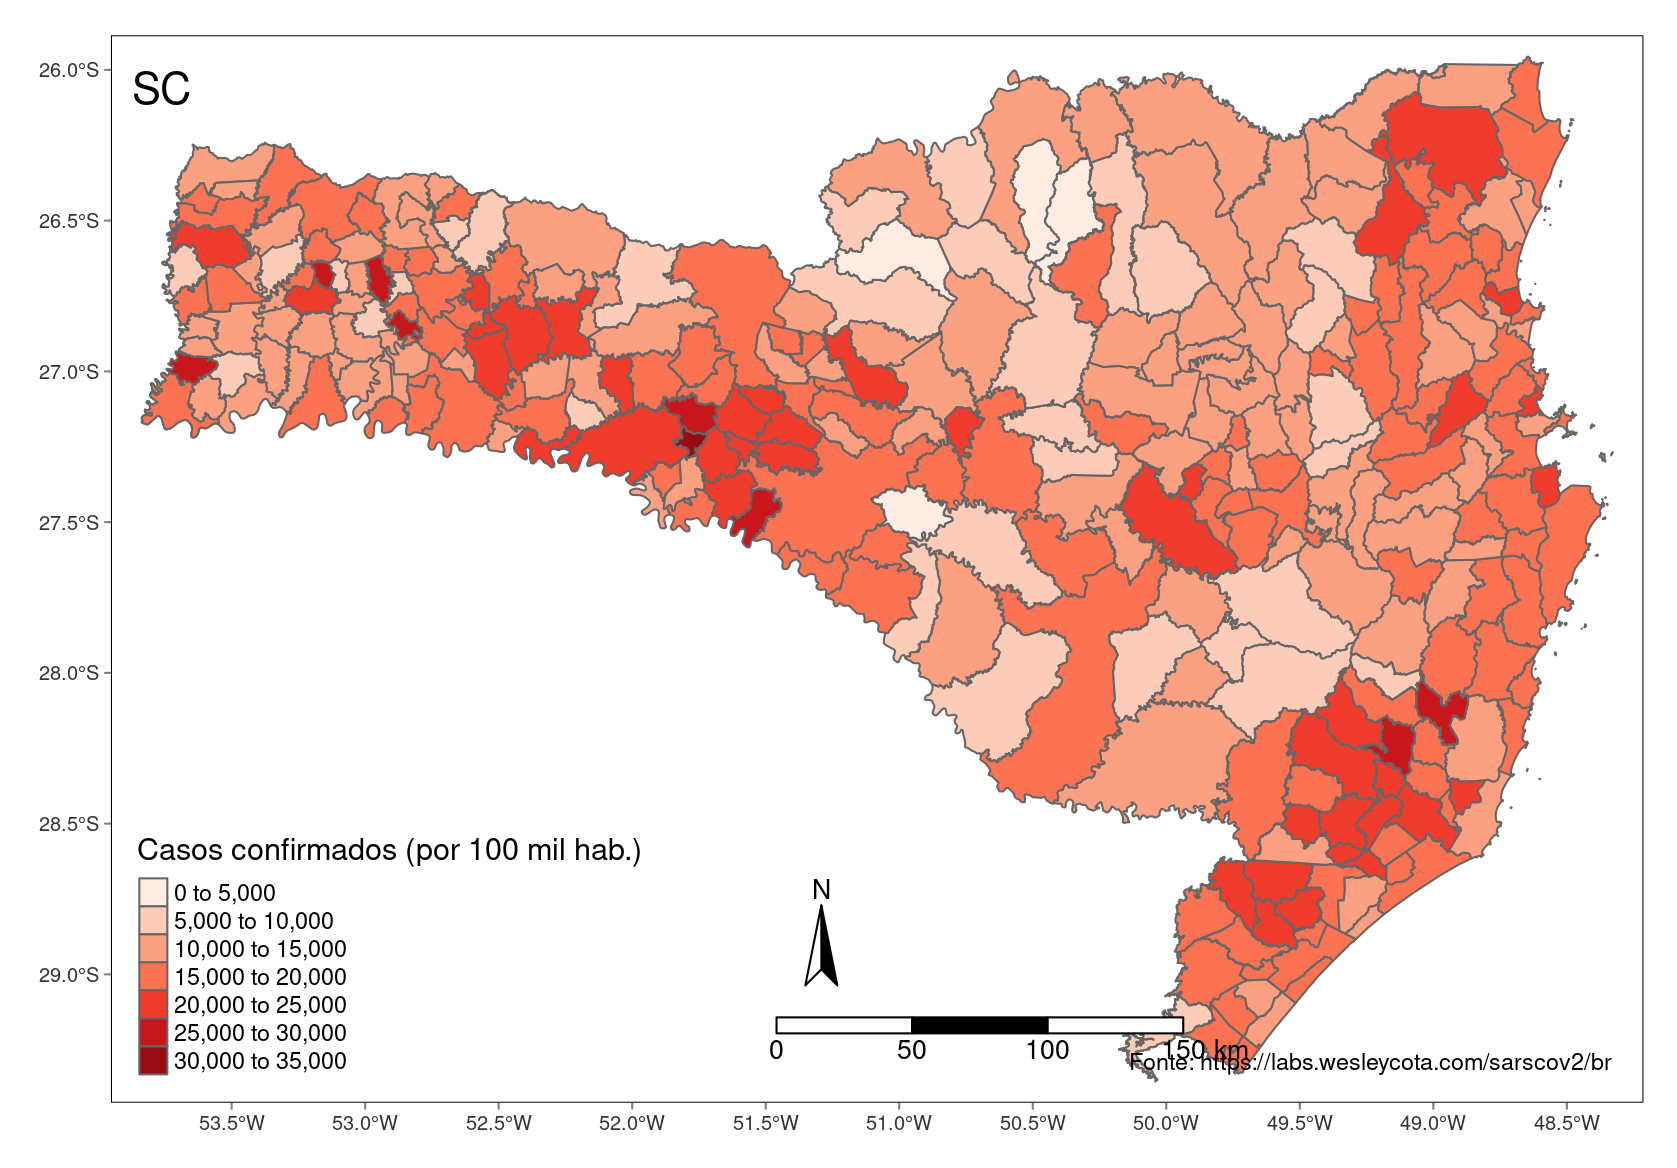 SC
26.0°S
26.5°S
27.0°S
27.5°S
28.0°S
28.5°S
29.0°S
Casos confirmados (por 100 mil hab.)
0 to 5,000
5,000 to 10,000
10,000 to 15,000
15,000 to 20,000
20,000 to 25,000
25,000 to 30,000
30,000 to 35,000
N
0 50 100 150 km
Fonte: https://labs.wesleycota.com/sarscov2/br
53.5°W 53.0°W 52.5°W 52.0°W 51.5°W 51.0°W 50.5°W 50.0°W 49.5°W 49.0°W 48.5°W